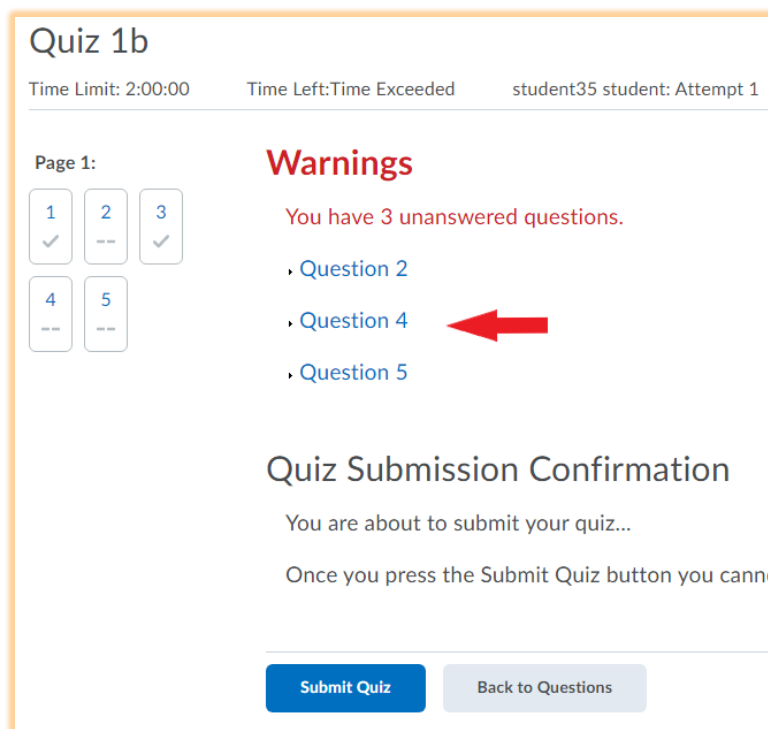 Quiz 1b
Time Limit: 2:00:00 Time Left:Time Exceeded student35 student: Attempt 1
Page 1:
1 2 3
-- 
4 5
-- --
Warnings
You have 3 unanswered questions.
Question 2
Question 4
Question 5
Quiz Submission Confirmation
You are about to submit your quiz...
Once you press the Submit Quiz button you
Submit Quiz Back to Questions